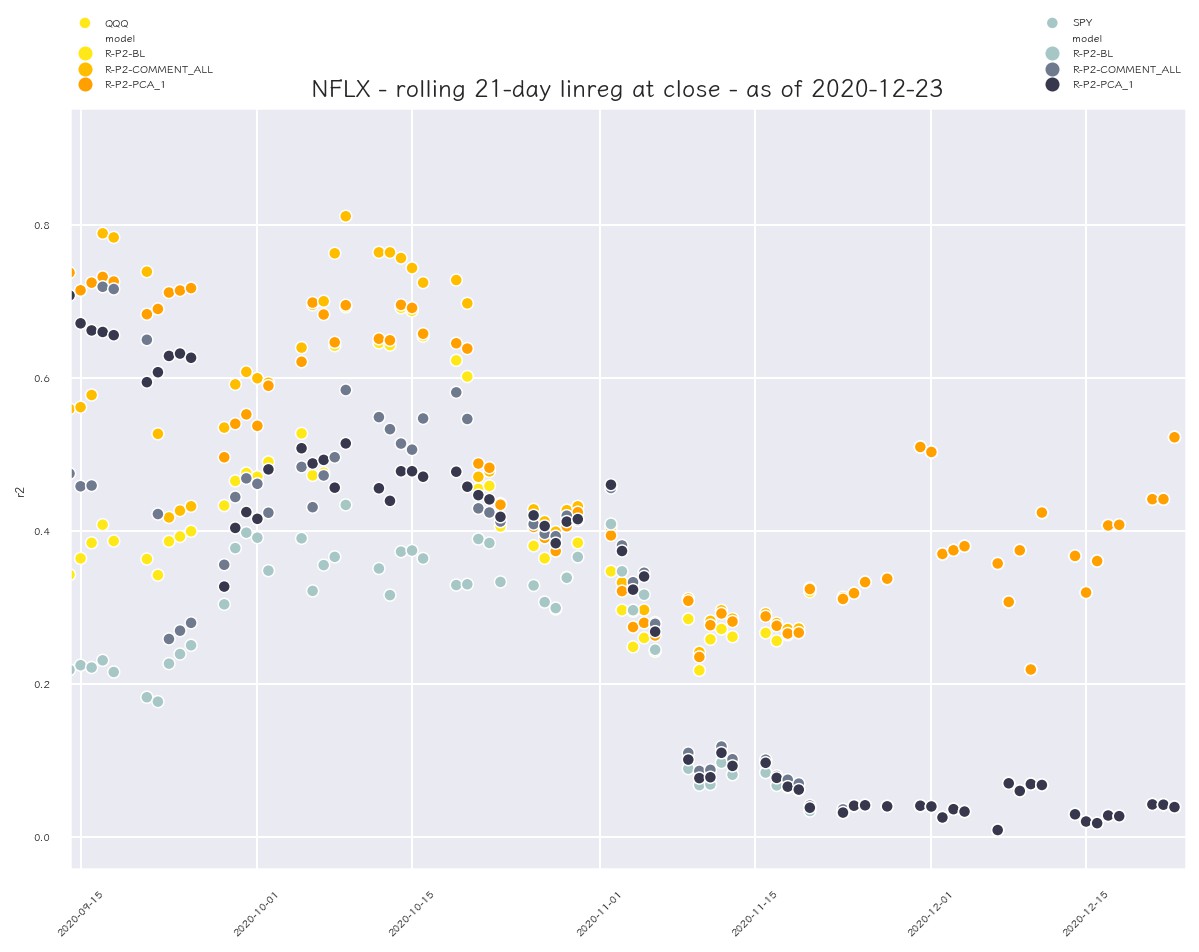 QQQ
model
R-P2-BL
R-P2-COMMENT_ALL
R-P2-PCA_1
SPY
model
R-P2-BL
R-P2-COMMENT_ALL
R-P2-PCA_1
NFLX - rolling 21-day linreg at close - as of 2020-12-23
0.8
0.6
0.4
0.2
0.0
r2
2020-09-15
2020-10-01
2020-10-15
2020-11-01
2020-11-15
2020-12-01
2020-12-15